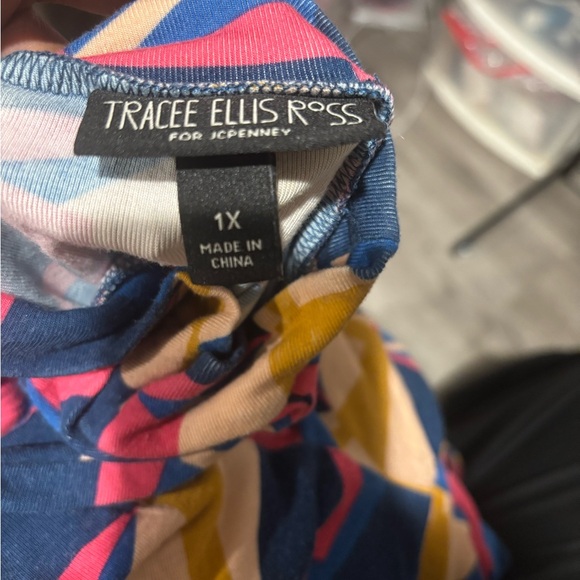 TRACEE ELLIS ROSS
FOR JCPENNEY
1X
MADE IN
CHINA